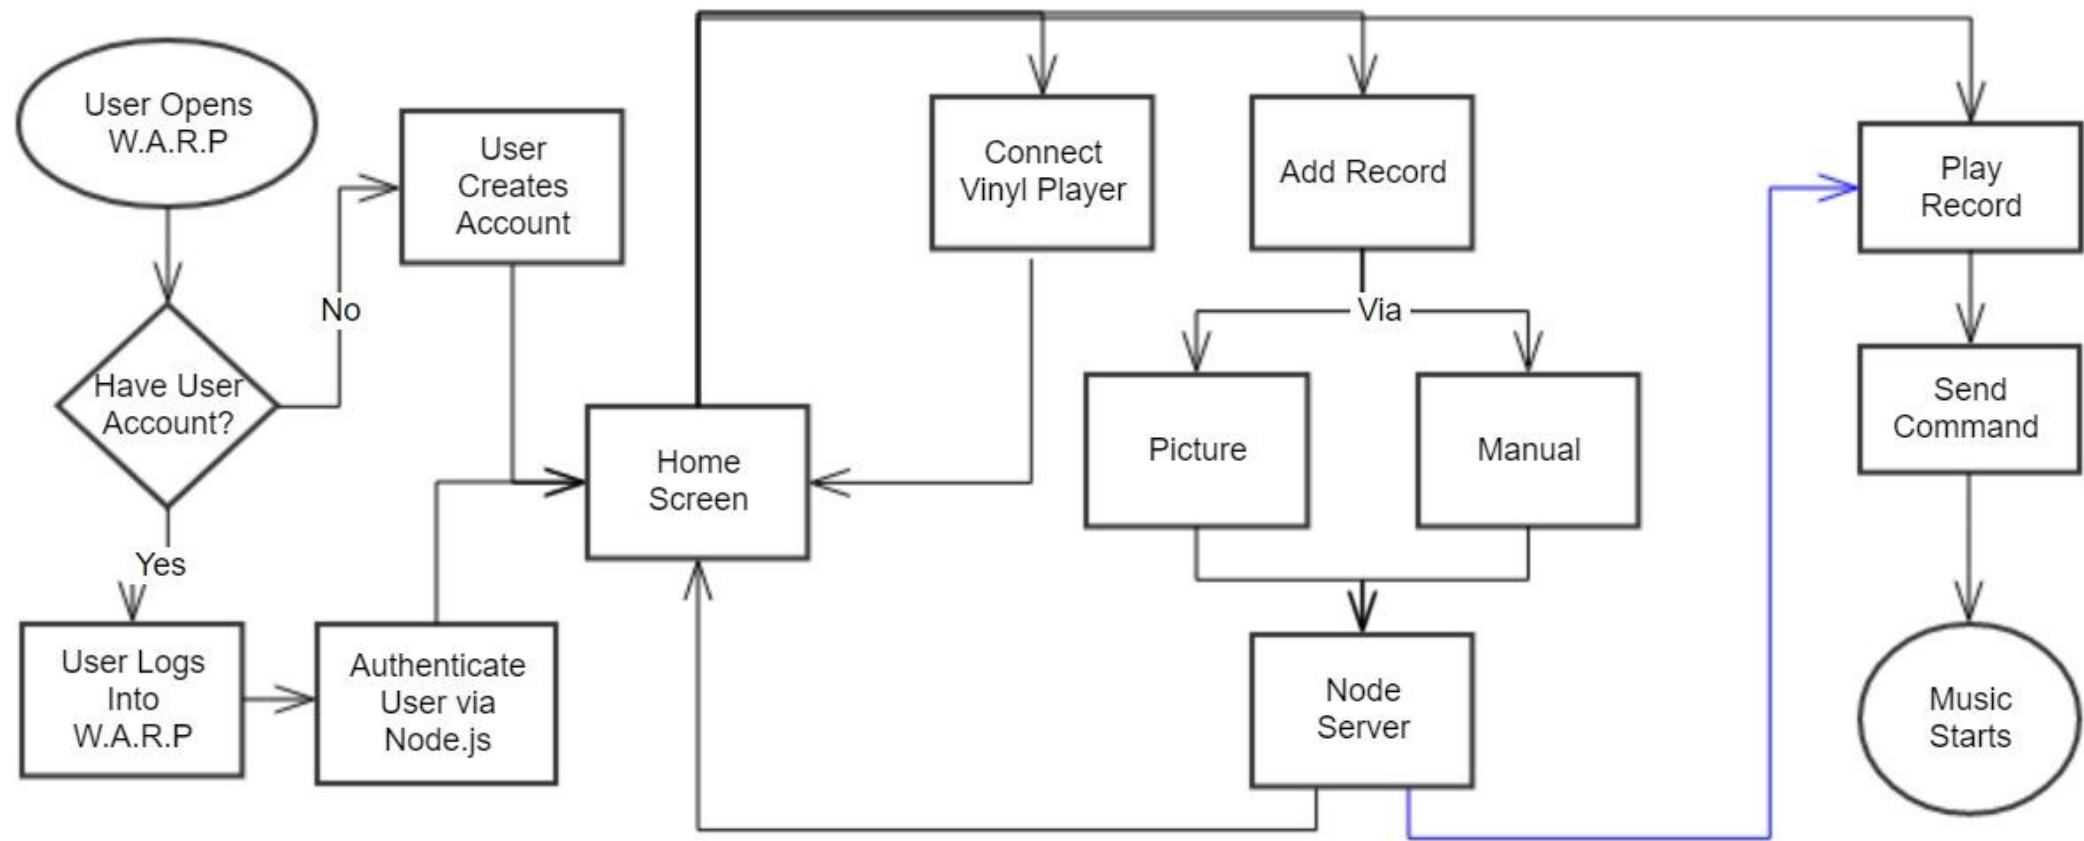 User Opens
W.A.R.P
Have User
Account?
No
Yes
User
Creates
Account
User Logs
Into
W.A.R.P
Authenticate
User via
Node.js
Home
Screen
Connect
Vinyl Player
Add Record
Via
Picture
Manual
Node
Server
Play
Record
Send
Command
Music
Starts